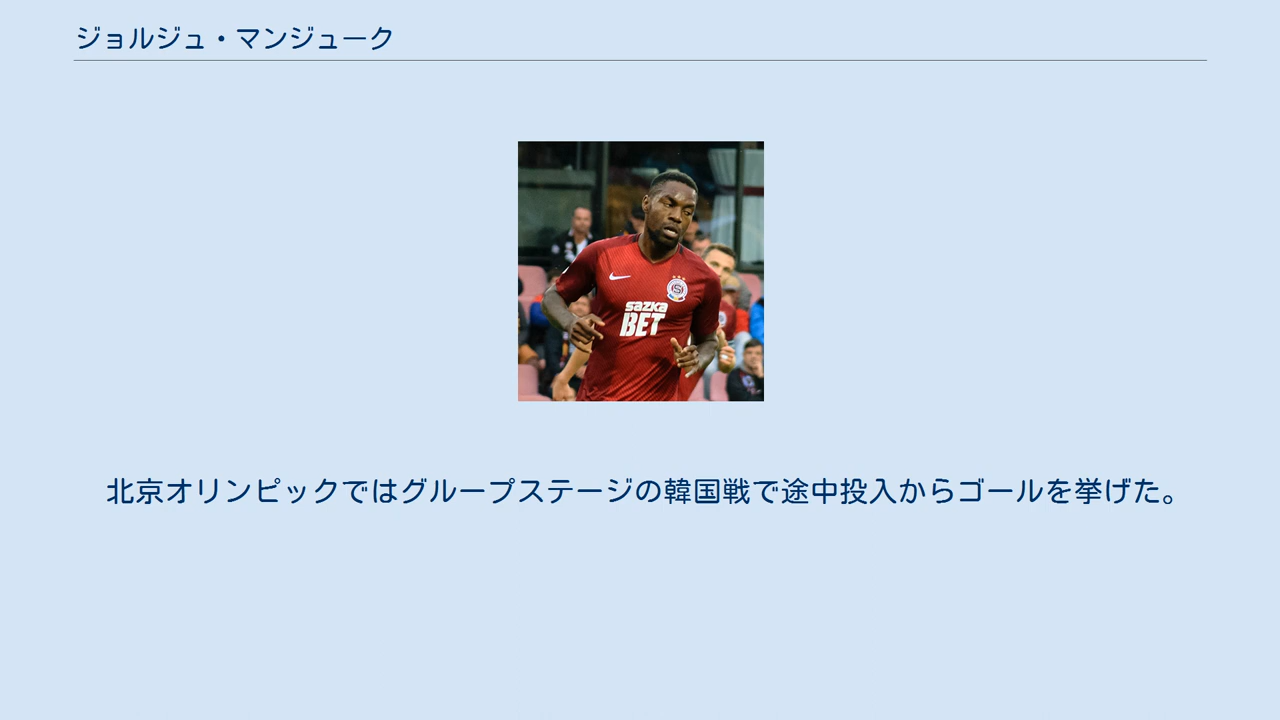 ジョルジュ・マンジューク
sazka
BET
北京オリンピックではグループステージの韓国戦で途中投入からゴールを挙げた。